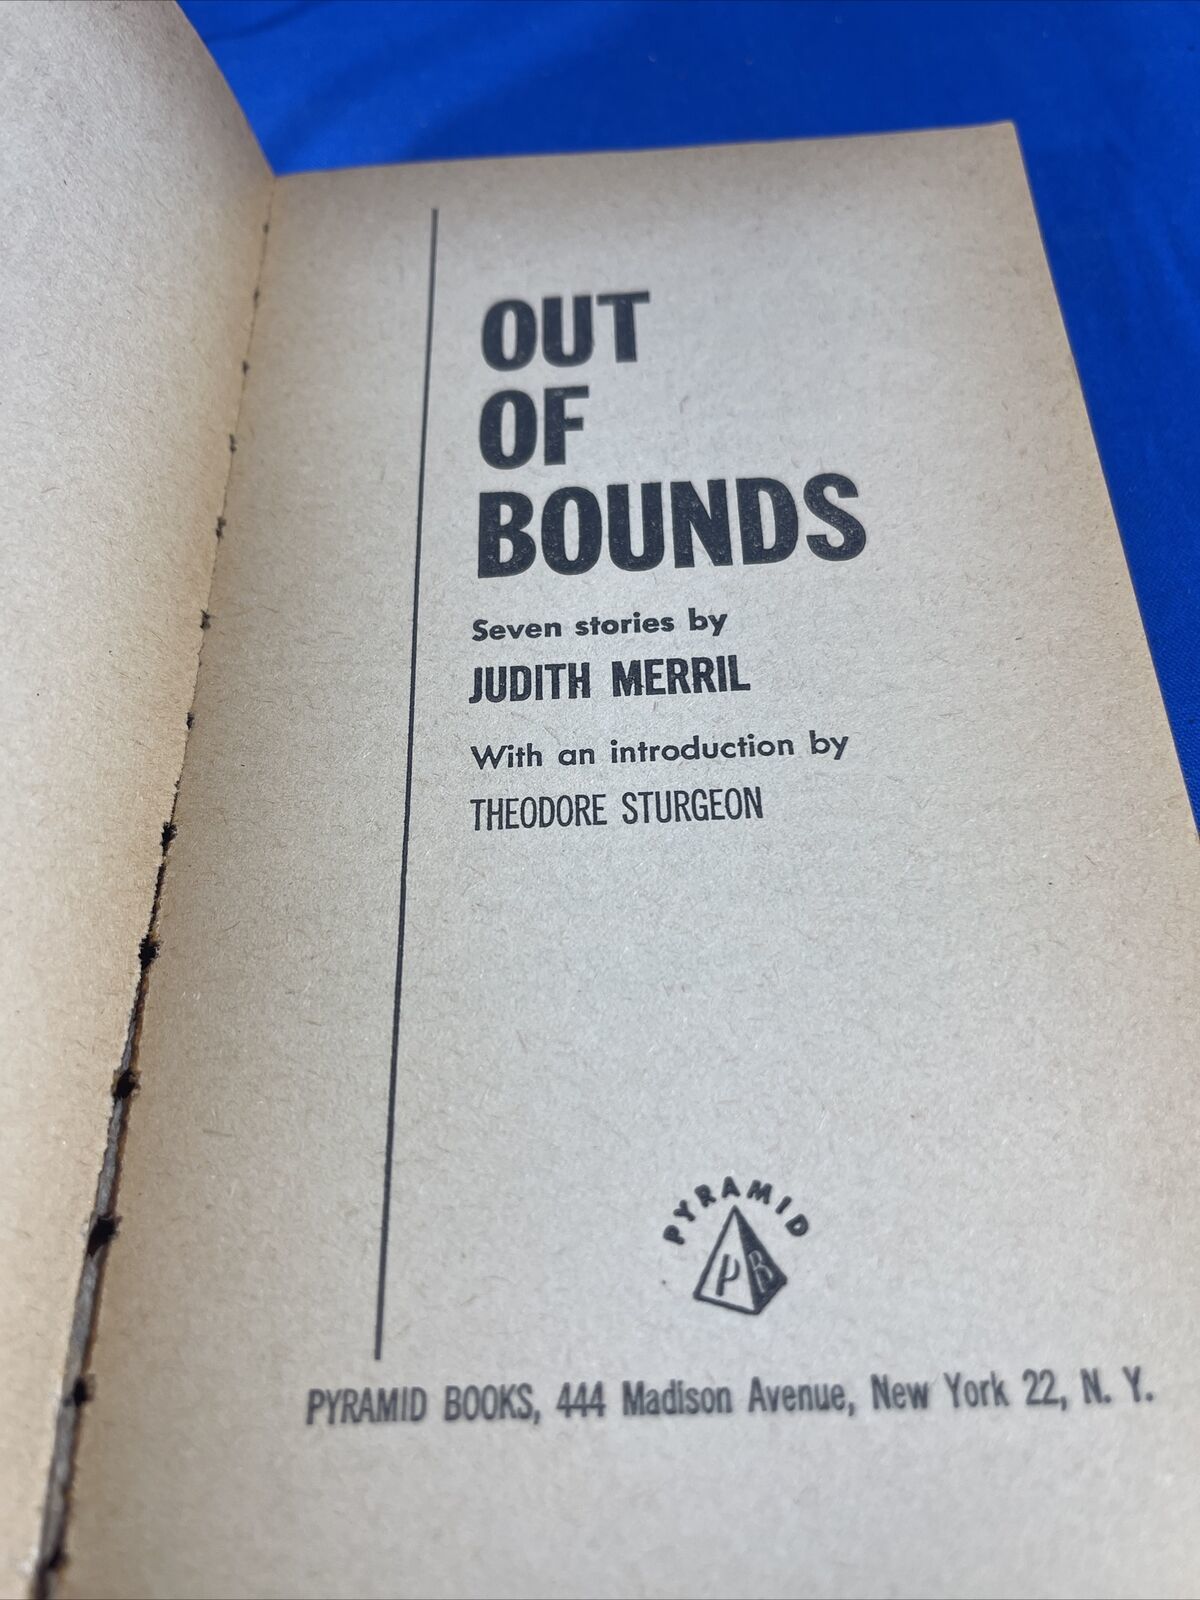 OUT
OF
BOUNDS
Seven stories by
JUDITH MERRIL
With an introduction by
THEODORE STURGEON
PYRAMID
PR
PYRAMID BOOKS, 444 Madison Avenue, New York 22, N. Y.